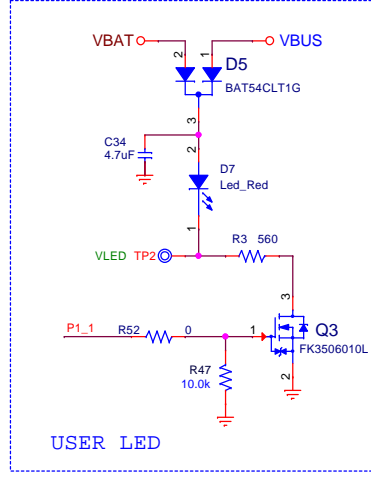 VBAT
VBUS
2
1
D5
BAT54CLT1G
3
C34
4.7uF
2
D7
Led_Red
1
VLED TP2
R3 560
3
P1_1
R52
0
1
Q3
FK3506010L
R47
10.0k
2
USER LED